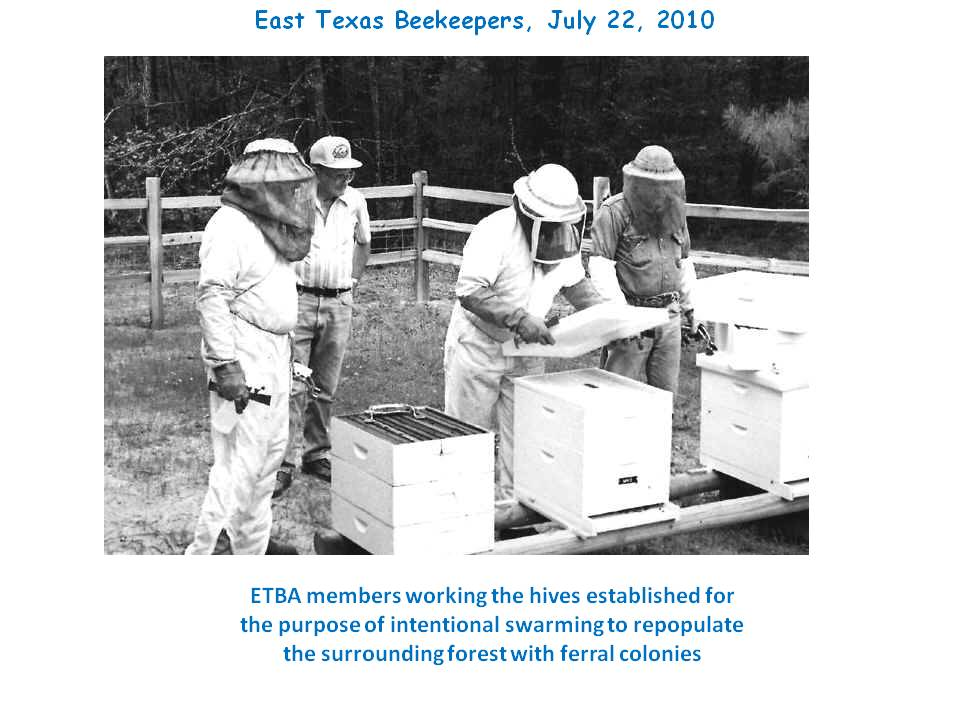 East Texas Beekeepers, July 22, 2010
ETBA members working the hives established for
the purpose of intentional swarming to repopulate
the surrounding forest with ferral colonies